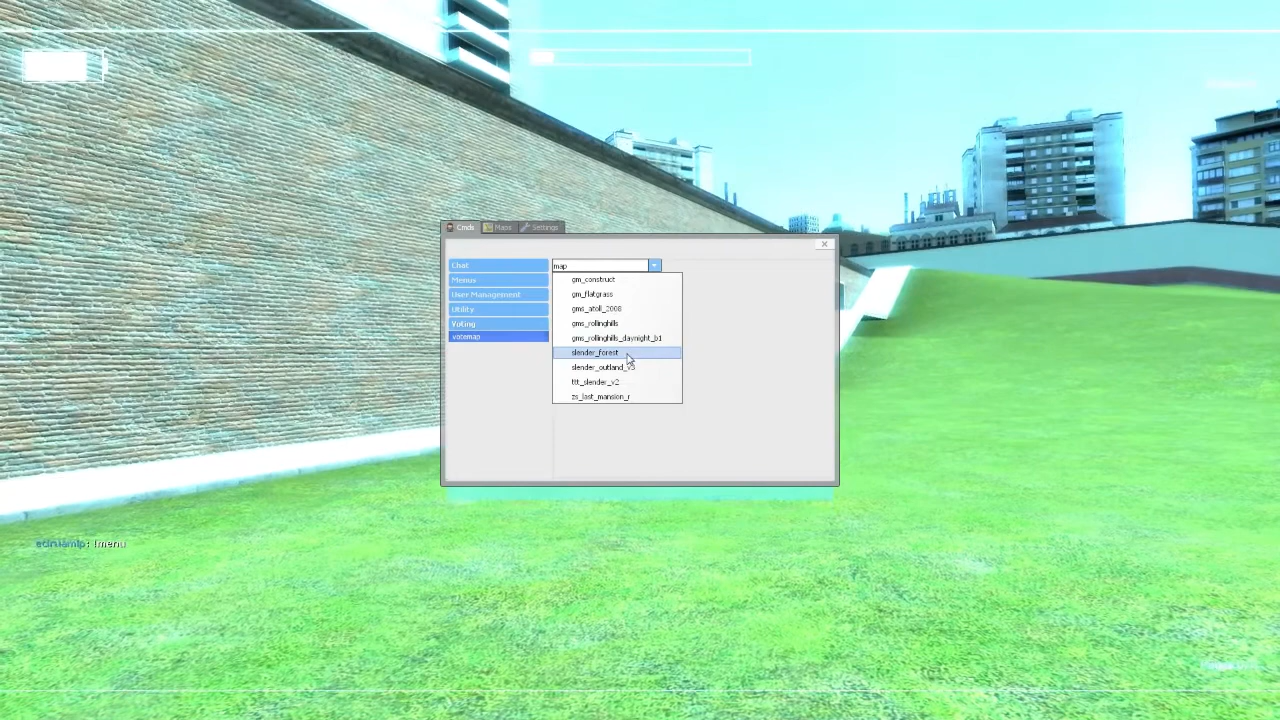 Cmds Maps Settings
Chat
map
Menus
gm_construct
User Management
gm_flatgrass
Utility
gms_atoll_2008
Voting
gms_rollinghills
votemap
gms_rollinghills_daynight_b1
slender_forest
slender_outland_v3
ttt_slender_v2
zs_last_mansion_r
: !menu